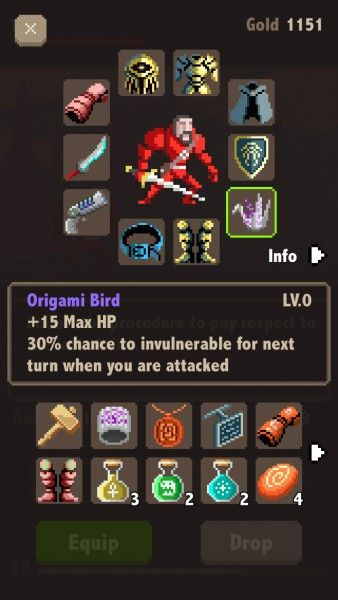 Gold 1151
Info
Origami Bird LV.0
+15 Max HP
30% chance to invulnerable for next
turn when you are attacked
3
2
2
4
Equip
Drop
XP